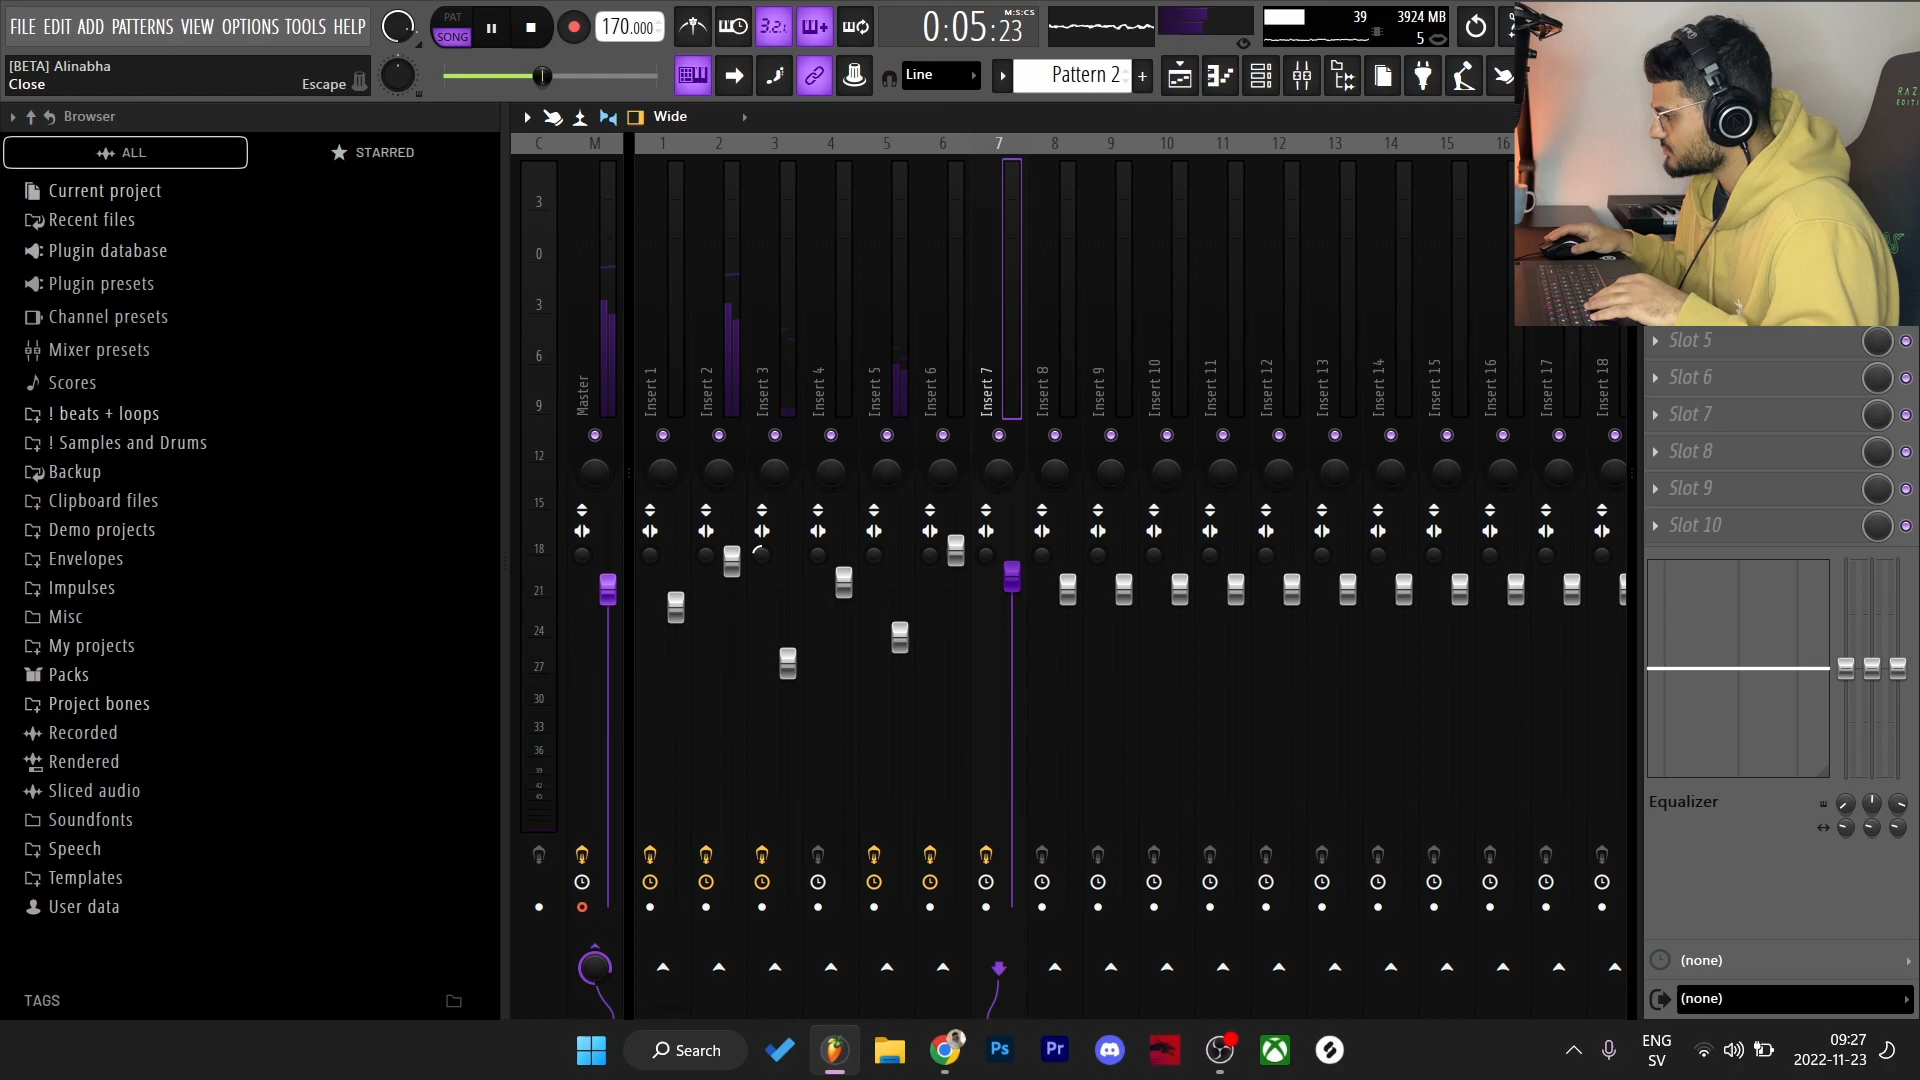 FILE EDIT ADD PATTERNS VIEW OPTIONS TOOLS HELP
PAT
SONG
170.000
3.2.1
0:05:23
M:S:CS
39
3924 MB
5
[BETA] Alinabha
Close
Escape
Line
Pattern 2
+
Browser
Wide
ALL
STARRED
Current project
Recent files
Plugin database
Plugin presets
Channel presets
Mixer presets
Scores
! beats + loops
! Samples and Drums
Backup
Clipboard files
Demo projects
Envelopes
Impulses
Misc
My projects
Packs
Project bones
Recorded
Rendered
Sliced audio
Soundfonts
Speech
Templates
User data
TAGS
C M 1 2 3 4 5 6 7 8 9 10 11 12 13 14 15 16
3
0
3
6
9
12
15
18
21
24
27
30
33
36
39
42
45
Master
Insert 1
Insert 2
Insert 3
Insert 4
Insert 5
Insert 6
Insert 7
Insert 8
Insert 9
Insert 10
Insert 11
Insert 12
Insert 13
Insert 14
Insert 15
Insert 16
Insert 17
Insert 18
RAZ
EDITI
Slot 5
Slot 6
Slot 7
Slot 8
Slot 9
Slot 10
Equalizer
(none)
(none)
Search
Ps
Pr
ENG
SV
09:27
2022-11-23